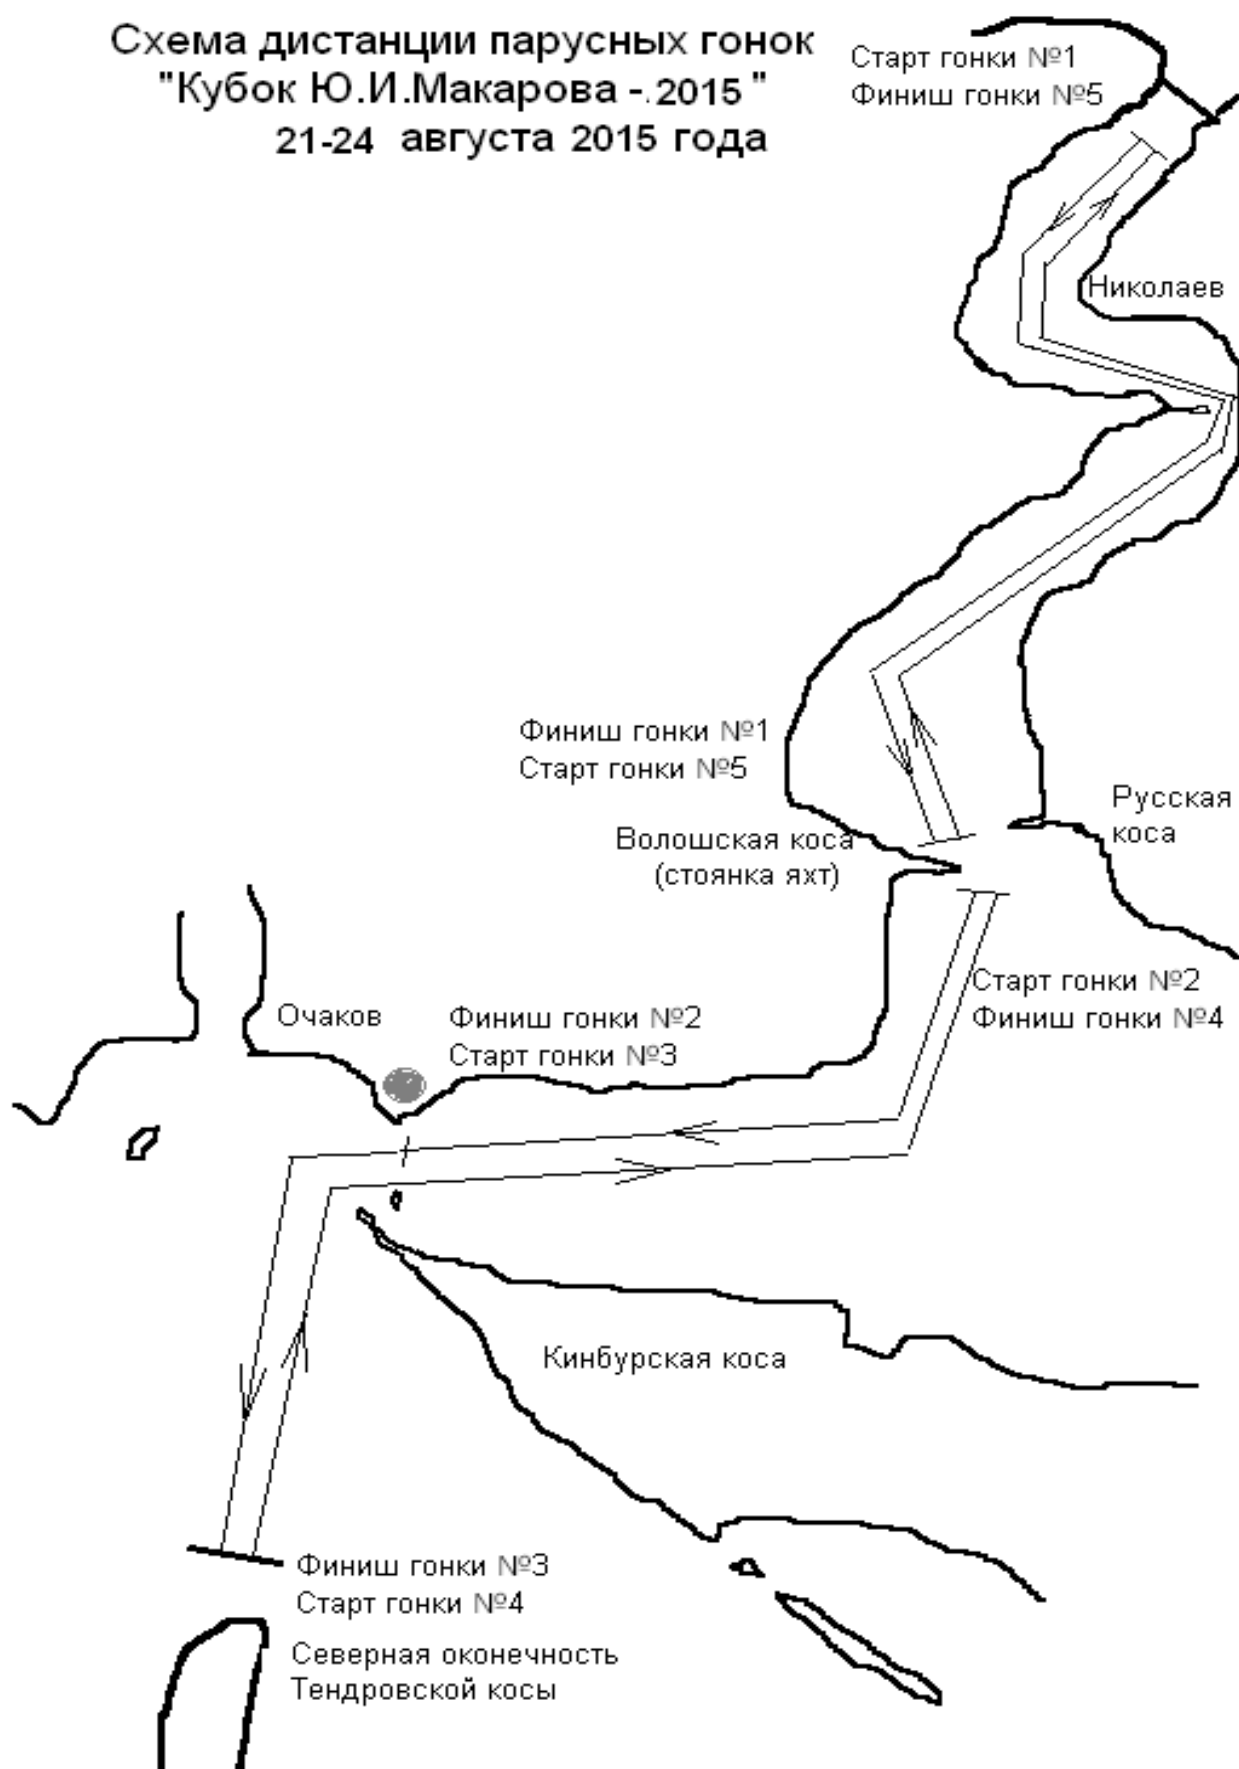 Схема дистанции парусных гонок
"Кубок Ю.И.Макарова -.2015 "
21-24 августа 2015 года
Старт гонки №1
Финиш гонки №5
Николаев
Финиш гонки №1
Старт гонки №5
Русская
коса
Волошская коса
(стоянка яхт)
Старт гонки №2
Финиш гонки №4
Очаков
Финиш гонки №2
Старт гонки №3
Кинбурская коса
Финиш гонки №3
Старт гонки №4
Северная оконечность
Тендровской косы